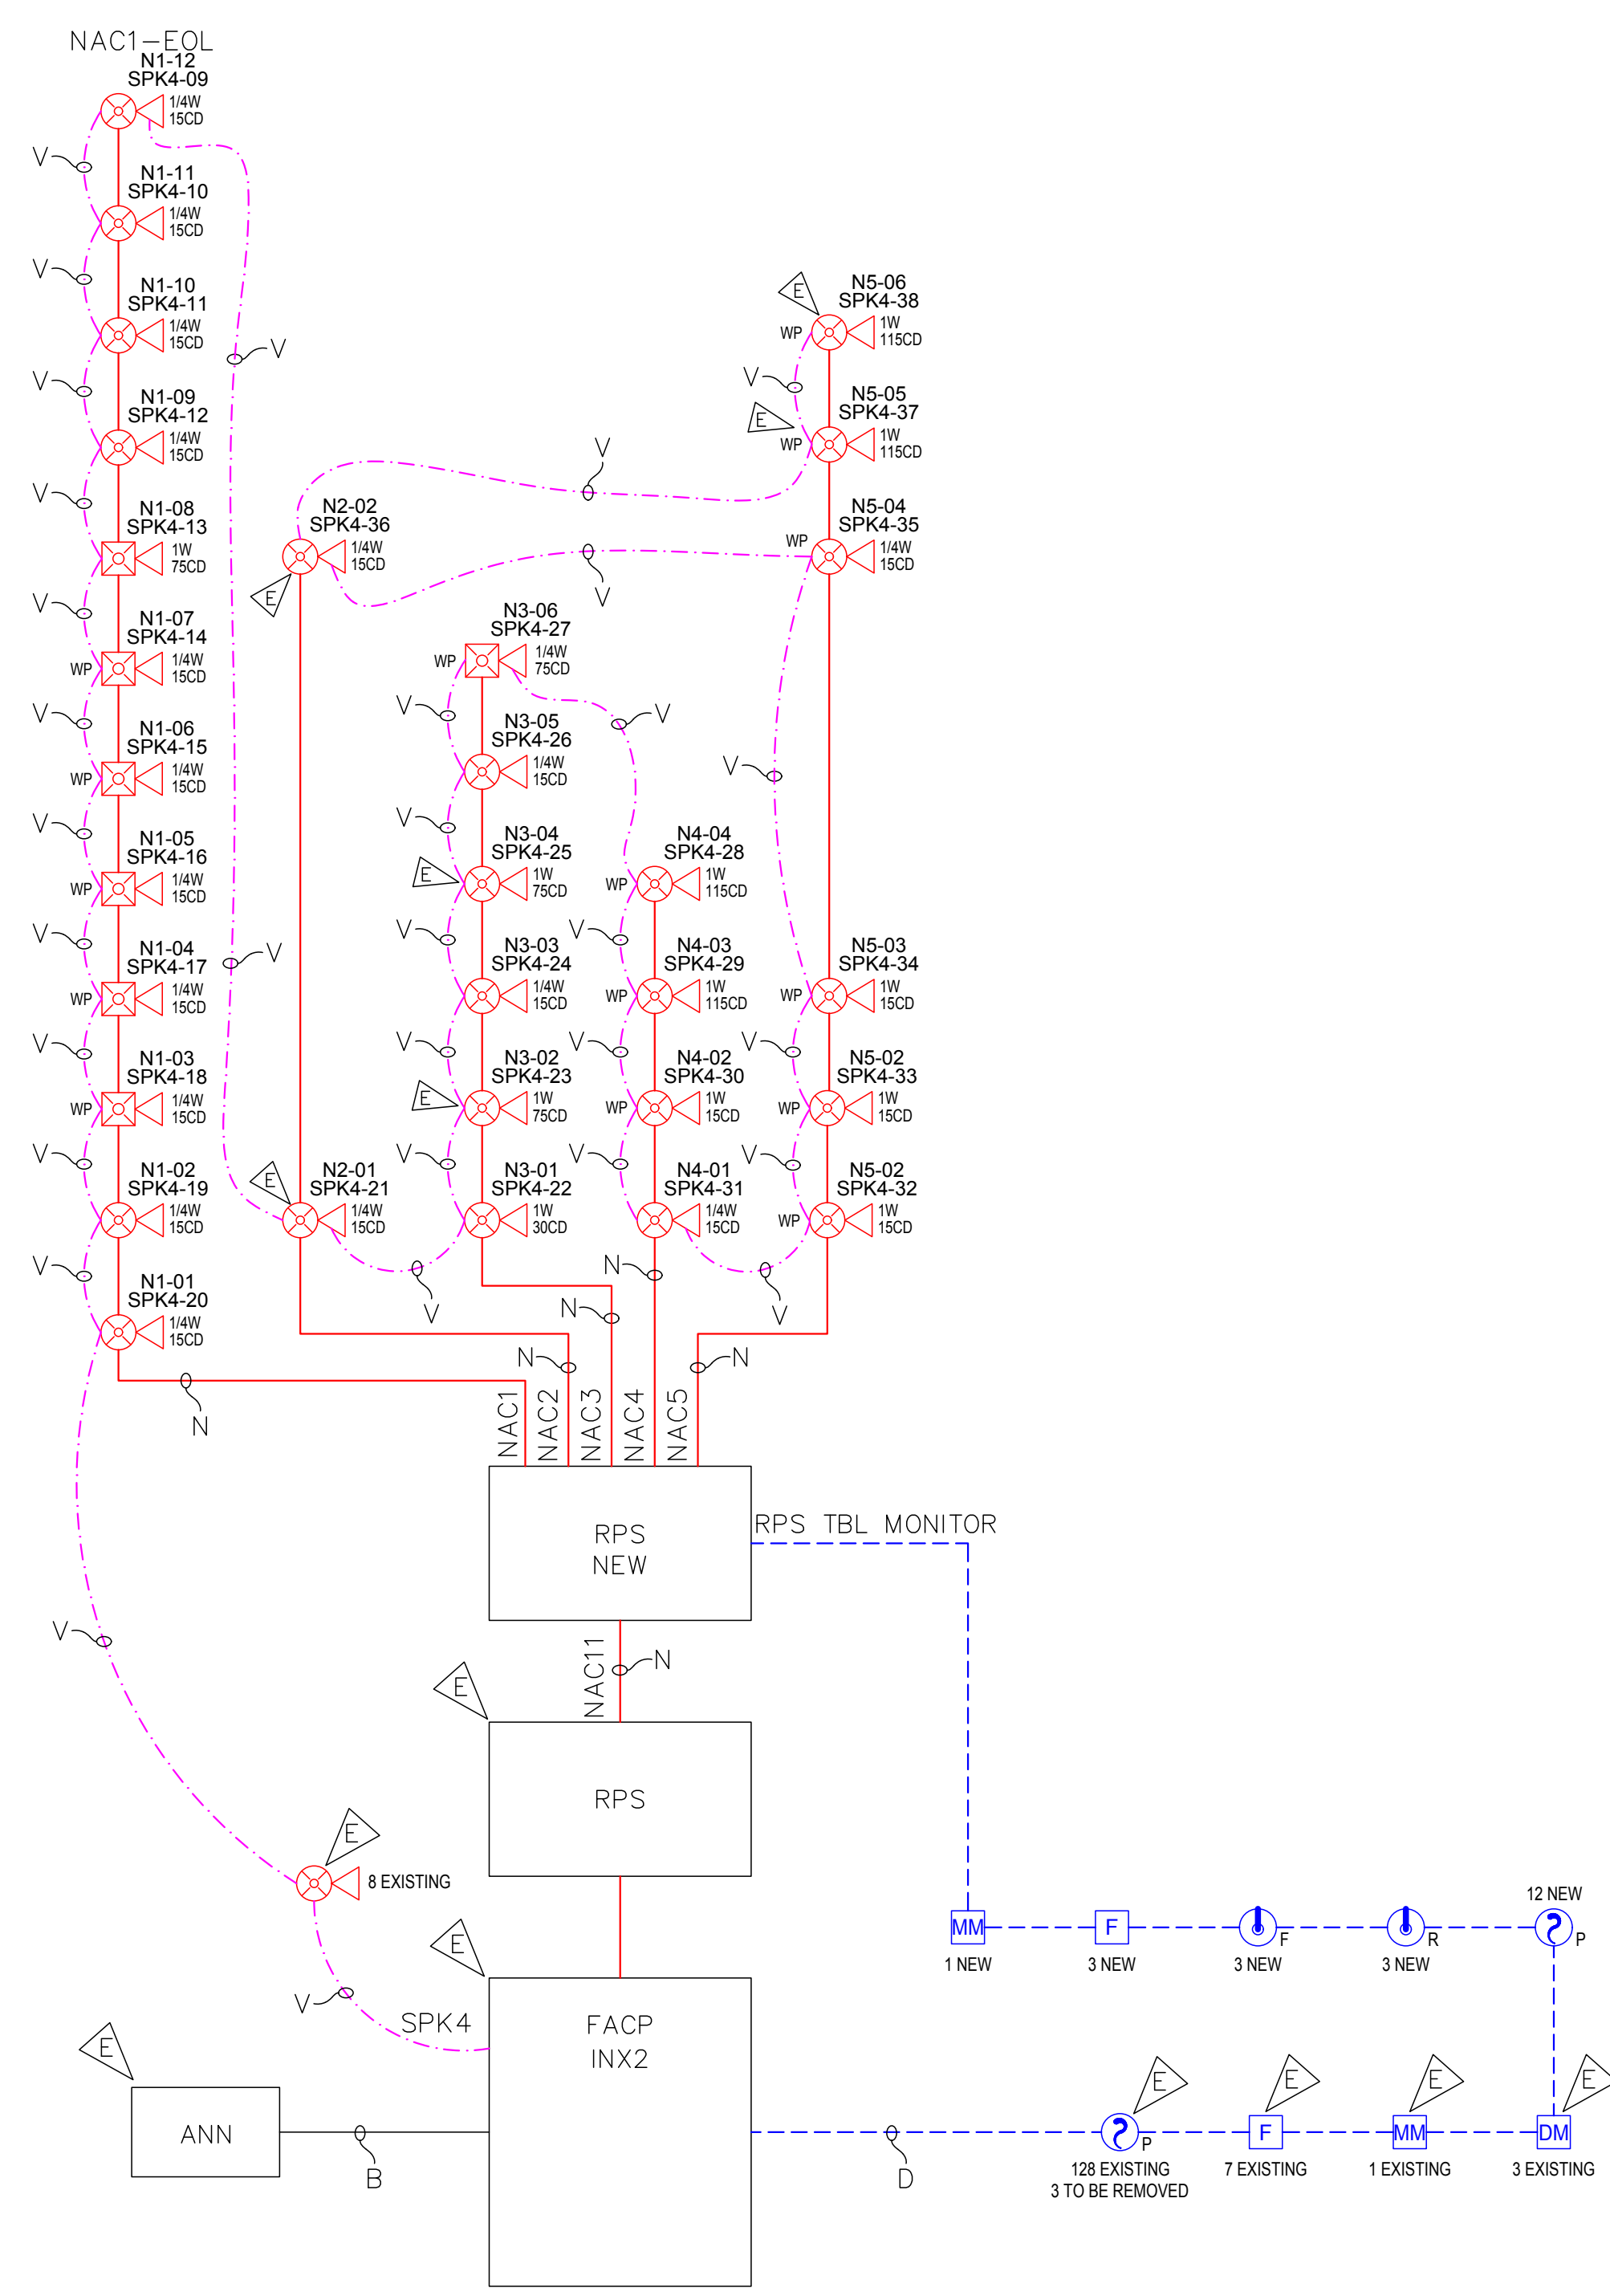 NAC1-EOL
N1-12
SPK4-09
1/4W
15CD
V
N1-11
SPK4-10
1/4W
15CD
V
N1-10
SPK4-11
1/4W
15CD
V
N1-09
SPK4-12
1/4W
15CD
V
N1-08
SPK4-13
1W
75CD
V
N1-07
SPK4-14
WP
1/4W
15CD
V
N1-06
SPK4-15
WP
1/4W
15CD
V
N1-05
SPK4-16
WP
1/4W
15CD
V
N1-04
SPK4-17
WP
1/4W
15CD
V
N1-03
SPK4-18
WP
1/4W
15CD
V
N1-02
SPK4-19
1/4W
15CD
V
N1-01
SPK4-20
1/4W
15CD
N
V
V
V
N2-02
SPK4-36
1/4W
15CD
E
E
N2-01
SPK4-21
1/4W
15CD
V
N3-06
SPK4-27
WP
1/4W
75CD
V
V
N3-05
SPK4-26
1/4W
15CD
V
N3-04
SPK4-25
E
1W
75CD
V
N3-03
SPK4-24
1/4W
15CD
V
N3-02
SPK4-23
E
1W
75CD
V
N3-01
SPK4-22
1W
30CD
N4-04
SPK4-28
WP
1W
115CD
V
N4-03
SPK4-29
WP
1W
115CD
V
N4-02
SPK4-30
WP
1W
15CD
V
N4-01
SPK4-31
1/4W
15CD
V
E
N5-06
SPK4-38
WP
1W
115CD
V
E
N5-05
SPK4-37
WP
1W
115CD
V
N5-04
SPK4-35
WP
1/4W
15CD
V
V
N5-03
SPK4-34
WP
1W
15CD
V
N5-02
SPK4-33
WP
1W
15CD
V
N5-02
SPK4-32
WP
1W
15CD
N
N
N
N
NAC1
NAC2
NAC3
NAC4
NAC5
RPS
NEW
RPS TBL MONITOR
NAC11
N
E
RPS
E
8 EXISTING
V
SPK4
E
FACP
INX2
E
ANN
B
D
MM
1 NEW
F
3 NEW
F
3 NEW
R
3 NEW
12 NEW
P
E
P
128 EXISTING
3 TO BE REMOVED
E
F
7 EXISTING
E
MM
1 EXISTING
E
DM
3 EXISTING